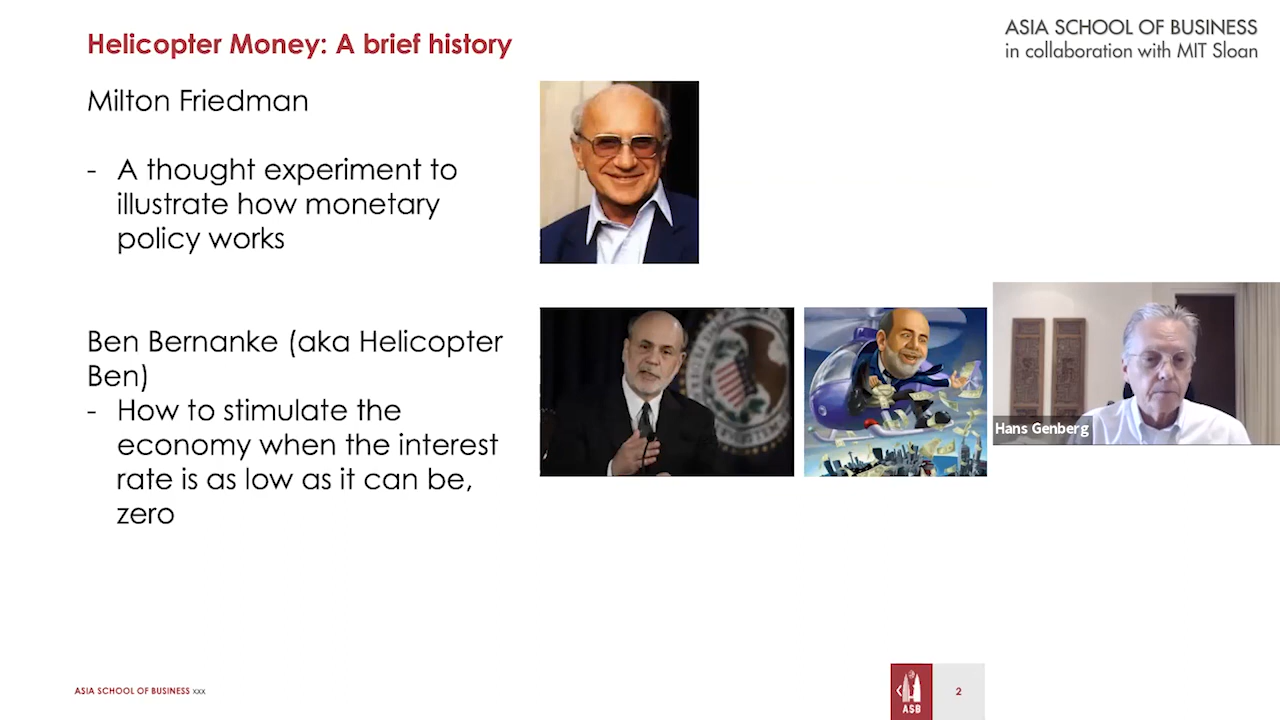 Helicopter Money: A brief history
ASIA SCHOOL OF BUSINESS
in collaboration with MIT Sloan
Milton Friedman
- A thought experiment to
illustrate how monetary
policy works
Ben Bernanke (aka Helicopter
Ben)
- How to stimulate the
economy when the interest
rate is as low as it can be,
zero
Hans Genberg
ASIA SCHOOL OF BUSINESS xxx
ASB
2